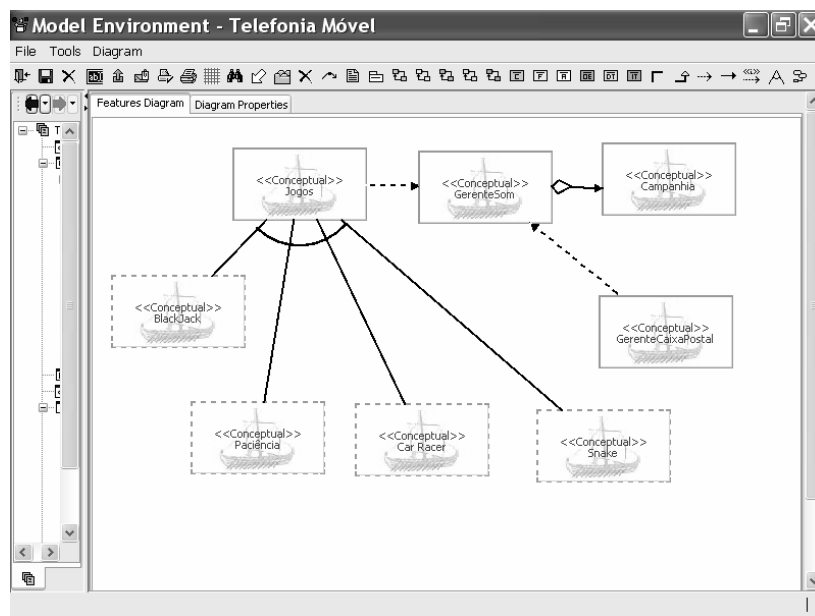 Model Environment - Telefonia Móvel
File Tools Diagram
Features Diagram Diagram Properties
<<Conceptual>>
Jogos
<<Conceptual>>
GerenteSom
<<Conceptual>>
Campanhia
<<Conceptual>>
BlackJack
<<Conceptual>>
GerenteCaixaPostal
<<Conceptual>>
Paciência
<<Conceptual>>
Car Racer
<<Conceptual>>
Snake